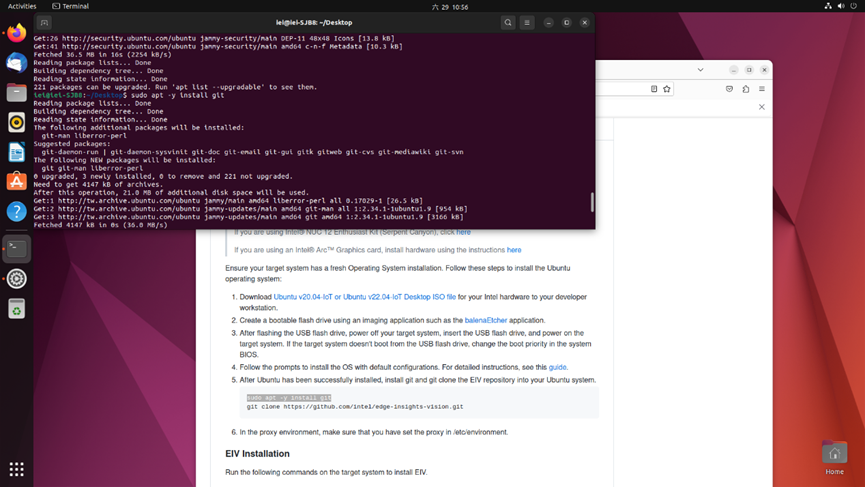 Activities
Terminal
六 29 10:56
iei@iei-SJB8: ~/Desktop
Get:26 http://security.ubuntu.com/ubuntu jammy-security/main DEP-11 48x48 Icons [13.8 kB]
Get:41 http://security.ubuntu.com/ubuntu jammy-security/main amd64 c-n-f Metadata [10.3 kB]
Fetched 36.5 MB in 16s (2254 kB/s)
Reading package lists... Done
Building dependency tree... Done
Reading state information... Done
221 packages can be upgraded. Run 'apt list --upgradable' to see them.
iei@iei-SJB8:~/Desktop$ sudo apt -y install git
Reading package lists... Done
Building dependency tree... Done
Reading state information... Done
The following additional packages will be installed:
git-man liberror-perl
Suggested packages:
git-daemon-run | git-daemon-sysvinit git-doc git-email git-gui gitk gitweb git-cvs git-mediawiki git-svn
The following NEW packages will be installed:
git git-man liberror-perl
0 upgraded, 3 newly installed, 0 to remove and 221 not upgraded.
Need to get 4147 kB of archives.
After this operation, 21.0 MB of additional disk space will be used.
Get:1 http://tw.archive.ubuntu.com/ubuntu jammy/main amd64 liberror-perl all 0.17029-1 [26.5 kB]
Get:2 http://tw.archive.ubuntu.com/ubuntu jammy-updates/main amd64 git-man all 1:2.34.1-1ubuntu1.9 [954 kB]
Get:3 http://tw.archive.ubuntu.com/ubuntu jammy-updates/main amd64 git amd64 1:2.34.1-1ubuntu1.9 [3166 kB]
Fetched 4147 kB in 0s (36.0 MB/s)
If you are using Intel® NUC 12 Enthusiast Kit (Serpent Canyon), click here
If you are using an Intel® Arc™ Graphics card, install hardware using the instructions here
Ensure your target system has a fresh Operating System installation. Follow these steps to install the Ubuntu
operating system:
1. Download Ubuntu v20.04-IoT or Ubuntu v22.04-IoT Desktop ISO file for your Intel hardware to your developer
workstation.
2. Create a bootable flash drive using an imaging application such as the balenaEtcher application.
3. After flashing the USB flash drive, power off your target system, insert the USB flash drive, and power on the
target system. If the target system doesn't boot from the USB flash drive, change the boot priority in the system
BIOS.
4. Follow the prompts to install the OS with default configurations. For detailed instructions, see this guide.
5. After Ubuntu has been successfully installed, install git and git clone the EIV repository into your Ubuntu system.
sudo apt -y install git
git clone https://github.com/intel/edge-insights-vision.git
6. In the proxy environment, make sure that you have set the proxy in /etc/environment.
EIV Installation
Run the following commands on the target system to install EIV.
Home